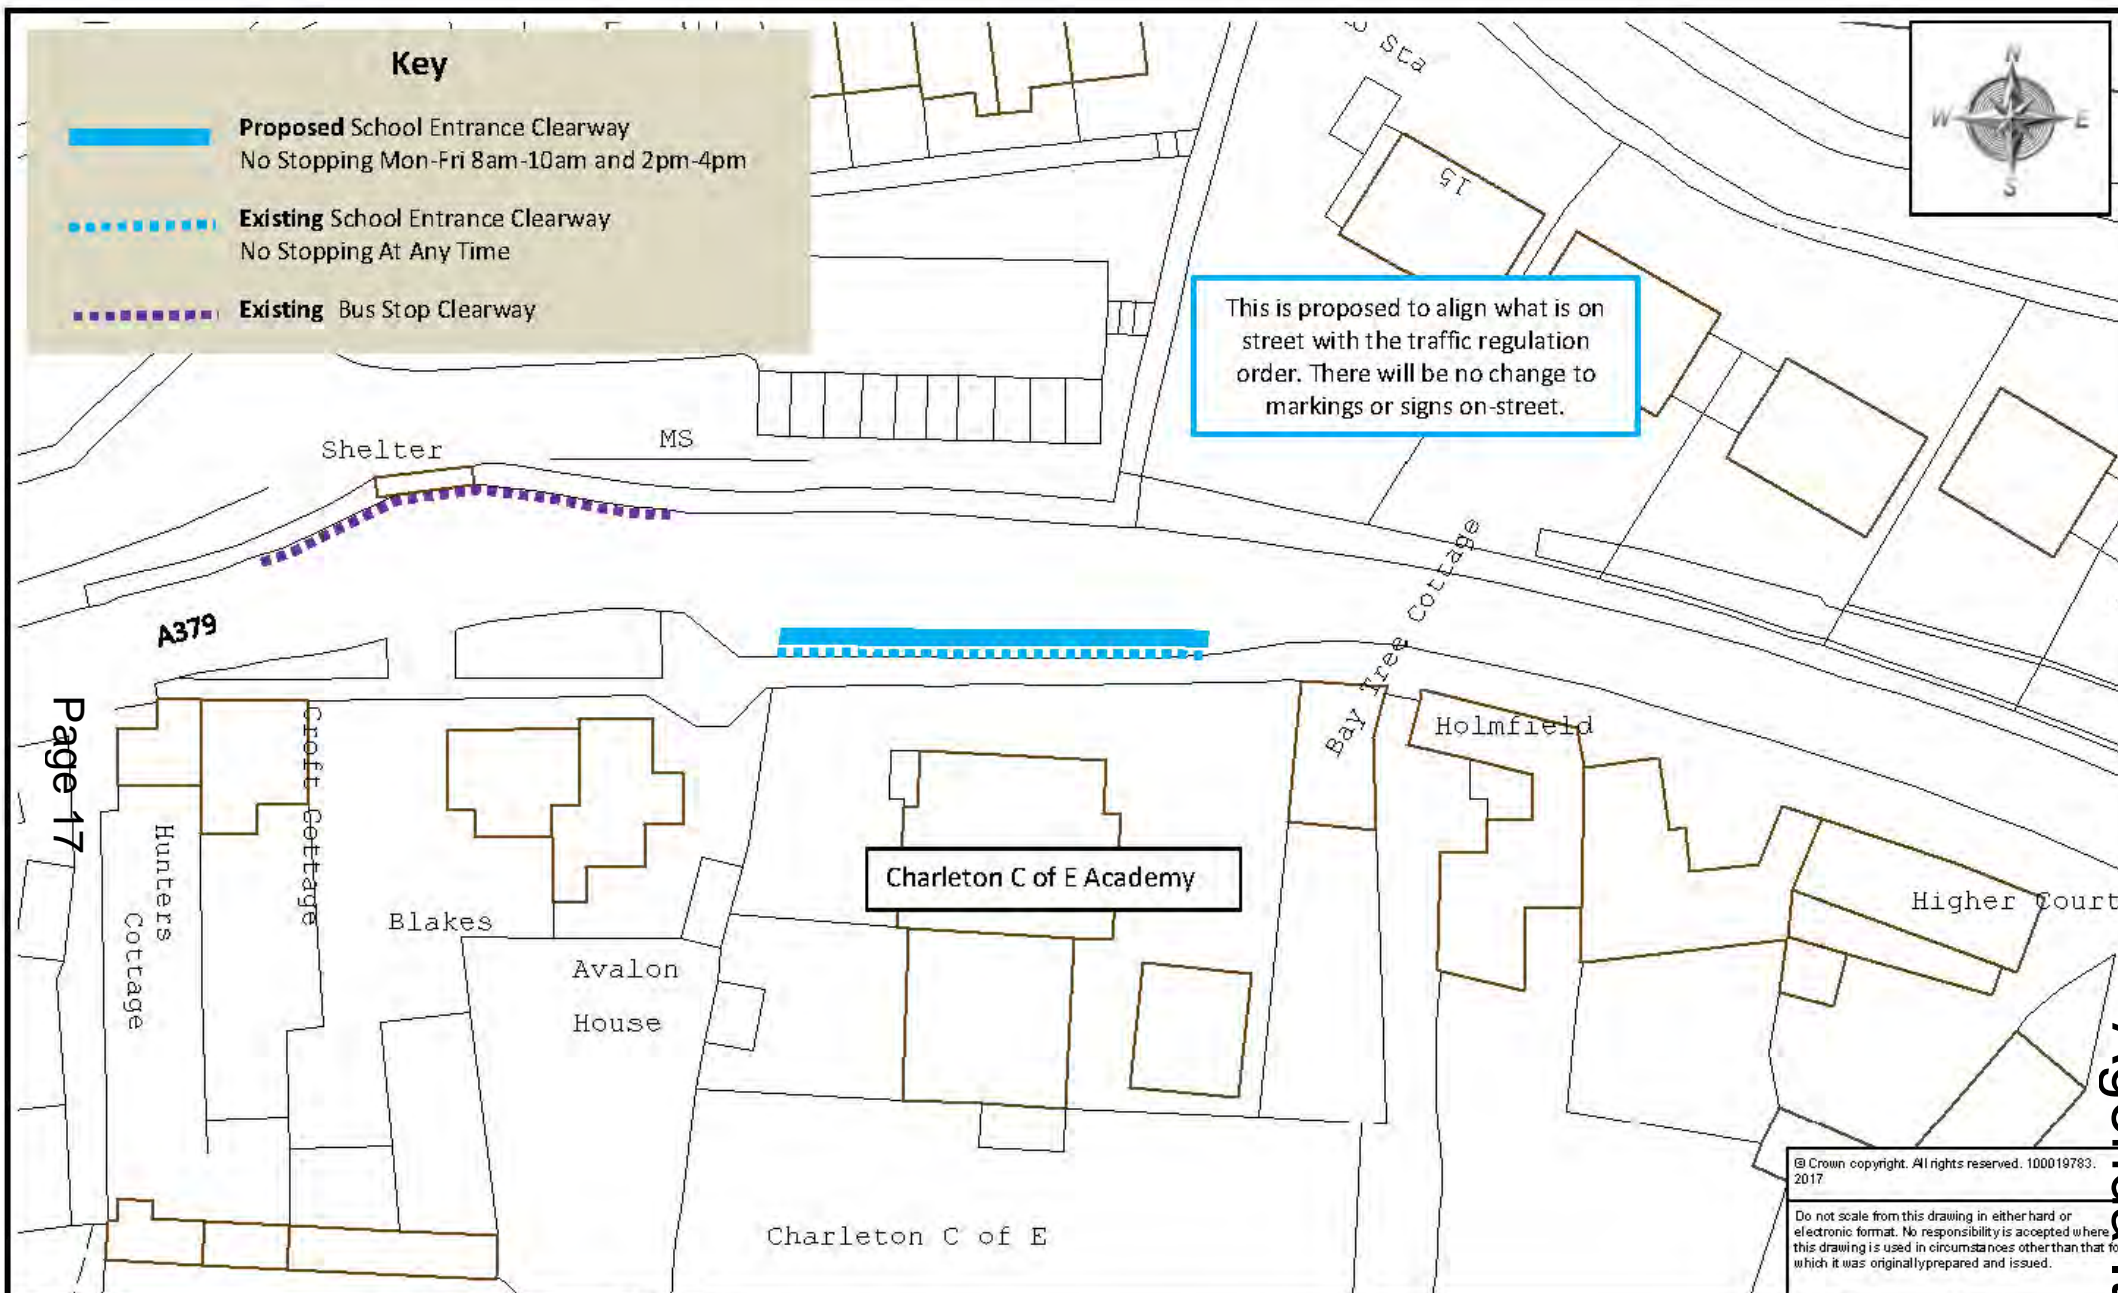 Key
Proposed School Entrance Clearway
No Stopping Mon-Fri 8am-10am and 2pm-4pm
Existing School Entrance Clearway
No Stopping At Any Time
Existing Bus Stop Clearway
Sta
N
W E
S
15
This is proposed to align what is on
street with the traffic regulation
order. There will be no change to
markings or signs on-street.
Shelter
MS
A379
Bay Tree Cottage
Holmfield
Page 17
Croft Cottage
Hunters
Cottage
Blakes
Avalon
House
Charleton C of E Academy
Higher Court
Charleton C of E
© Crown copyright. All rights reserved. 100019783.
2017
Do not scale from this drawing in either hard or
electronic format. No responsibility is accepted where
this drawing is used in circumstances other than that
which it was originally prepared and issued.